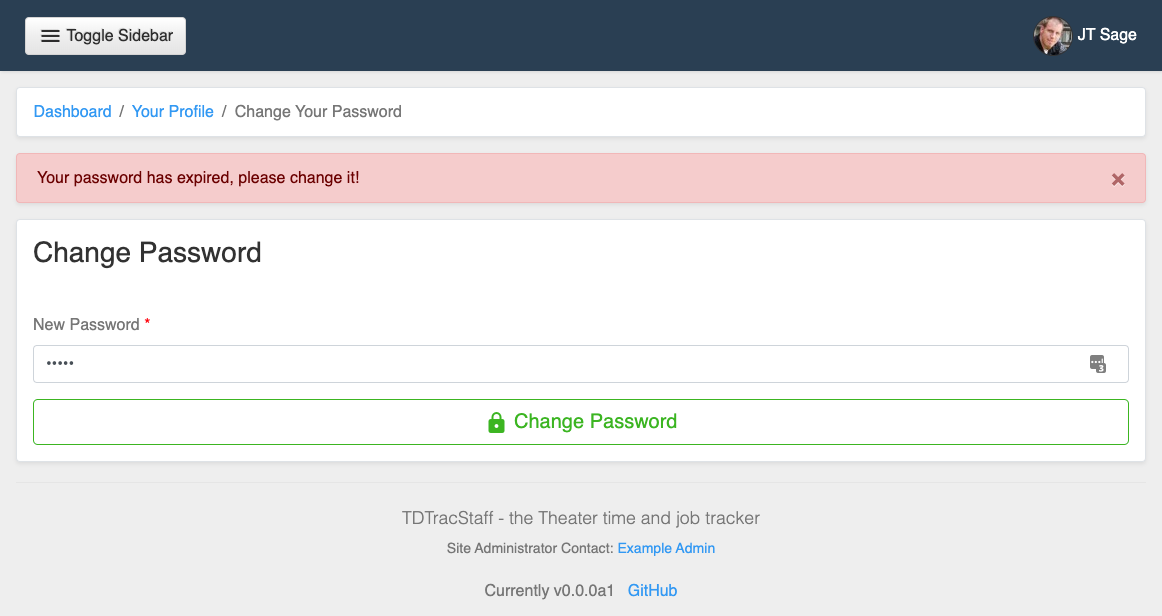 Toggle Sidebar
JT Sage
Dashboard / Your Profile / Change Your Password
Your password has expired, please change it!
×
Change Password
New Password *
•••••
3
Change Password
TDTracStaff - the Theater time and job tracker
Site Administrator Contact: Example Admin
Currently v0.0.0a1 GitHub